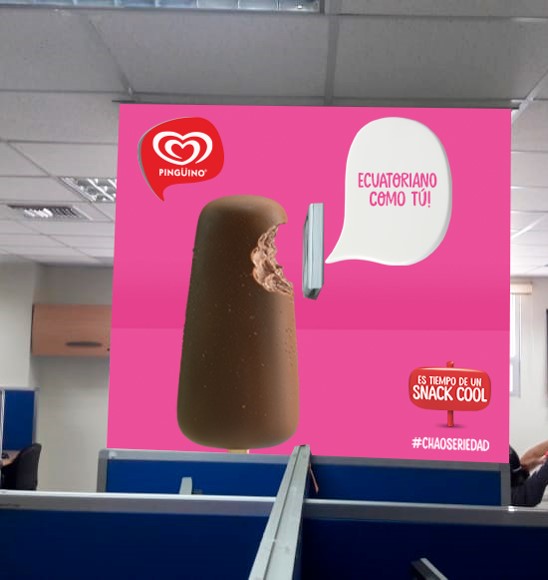 PINGÜINO®
ECUATORIANO
COMO TÚ!
ES TIEMPO DE UN
SNACK COOL
#CHAOSERIEDAD